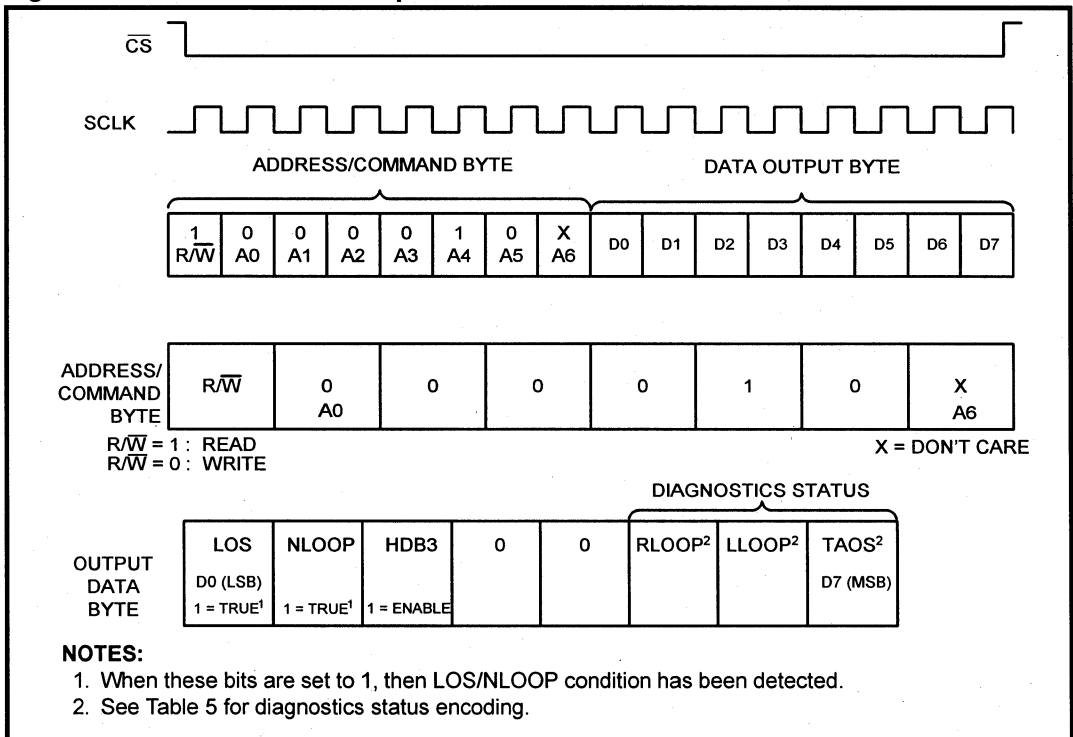 CS
SCLK
ADDRESS/COMMAND BYTE DATA OUTPUT BYTE
1 0 0 0 0 1 0 X
R/W A0 A1 A2 A3 A4 A5 A6 D0 D1 D2 D3 D4 D5 D6 D7
ADDRESS/
COMMAND
BYTE
R/W 0 0 0 0 1 0 X
A0 A6
R/W = 1 : READ
R/W = 0 : WRITE
X = DON'T CARE
DIAGNOSTICS STATUS
OUTPUT
DATA
BYTE
LOS NLOOP HDB3 0 0 RLOOP² LLOOP² TAOS²
D0 (LSB) D7 (MSB)
1 = TRUE¹ 1 = TRUE¹ 1 = ENABLE
NOTES:
1. When these bits are set to 1, then LOS/NLOOP condition has been detected.
2. See Table 5 for diagnostics status encoding.